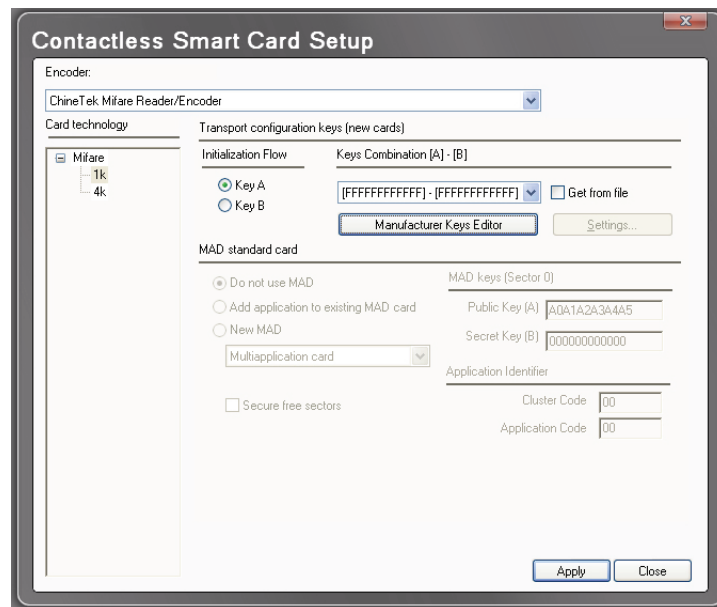 Contactless Smart Card Setup
Encoder:
ChineTek Mifare Reader/Encoder
Card technology
Transport configuration keys (new cards)
Mifare
1k
4k
Initialization Flow
Keys Combination [A] - [B]
Key A
Key B
[FFFFFFFFFFFF] - [FFFFFFFFFFFF]
Get from file
Manufacturer Keys Editor
Settings...
MAD standard card
Do not use MAD
Add application to existing MAD card
New MAD
Multiapplication card
Secure free sectors
MAD keys (Sector 0)
Public Key (A) A0A1A2A3A4A5
Secret Key (B) 000000000000
Application Identifier
Cluster Code 00
Application Code 00
Apply
Close